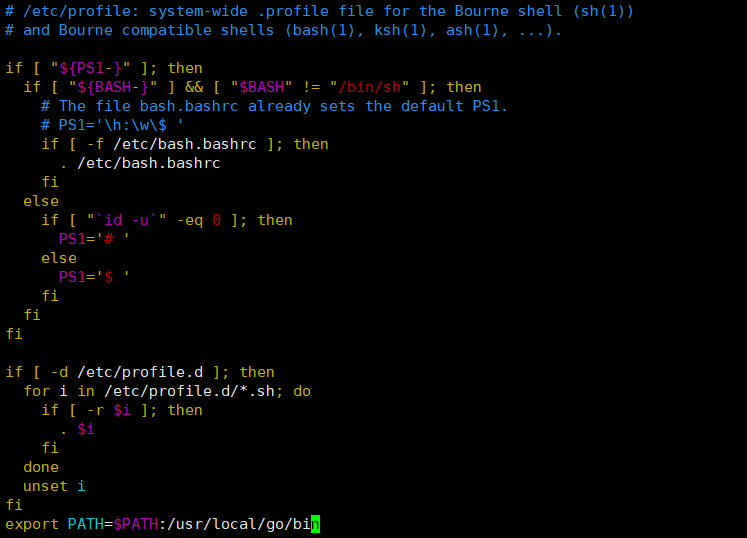 # /etc/profile: system-wide .profile file for the Bourne shell (sh(1))
# and Bourne compatible shells (bash(1), ksh(1), ash(1), ...).

if [ "${PS1-}" ]; then
  if [ "${BASH-}" ] && [ "$BASH" != "/bin/sh" ]; then
    # The file bash.bashrc already sets the default PS1.
    # PS1='\h:\w\$ '
    if [ -f /etc/bash.bashrc ]; then
      . /etc/bash.bashrc
    fi
  else
    if [ "`id -u`" -eq 0 ]; then
      PS1='# '
    else
      PS1='$ '
    fi
  fi
fi

if [ -d /etc/profile.d ]; then
  for i in /etc/profile.d/*.sh; do
    if [ -r $i ]; then
      . $i
    fi
  done
  unset i
fi
export PATH=$PATH:/usr/local/go/bin